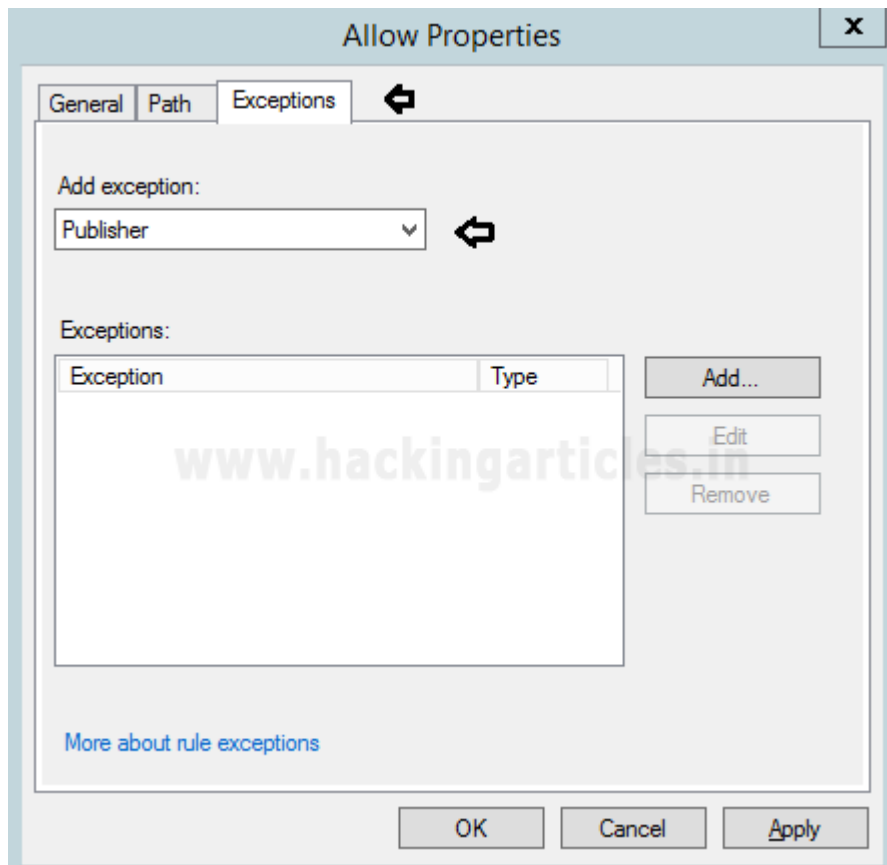 Allow Properties
x
General Path Exceptions
Add exception:
Publisher
Exceptions:
Exception Type
Add...
Edit
Remove
www.hackingarticles.in
More about rule exceptions
OK Cancel Apply